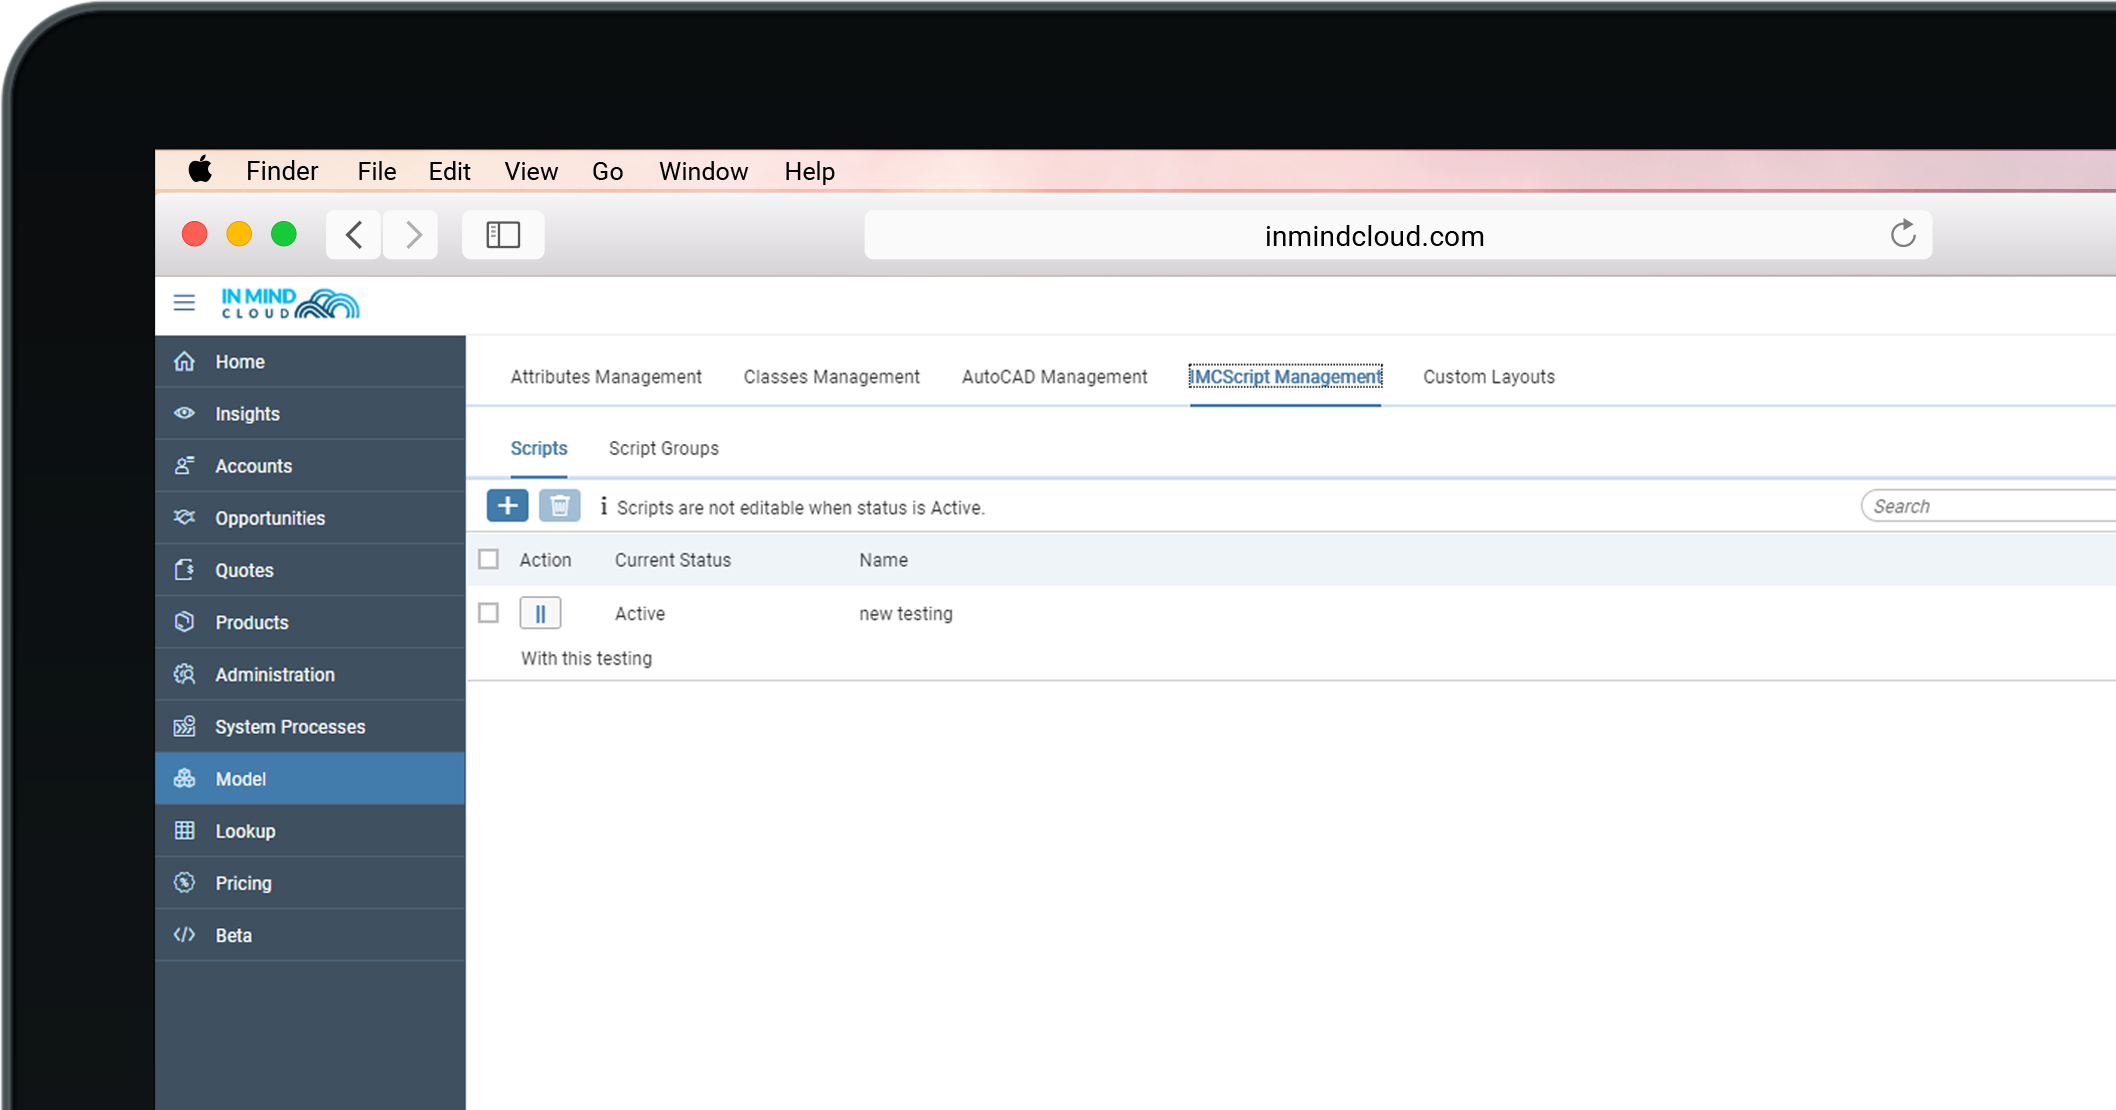 Finder File Edit View Go Window Help
inmindcloud.com
IN MIND
CLOUD
Home
Insights
Accounts
Opportunities
Quotes
Products
Administration
System Processes
Model
Lookup
Pricing
Beta
Attributes Management Classes Management AutoCAD Management IMCScript Management Custom Layouts
Scripts Script Groups
Scripts are not editable when status is Active.
Search
Action Current Status Name
Active new testing
With this testing